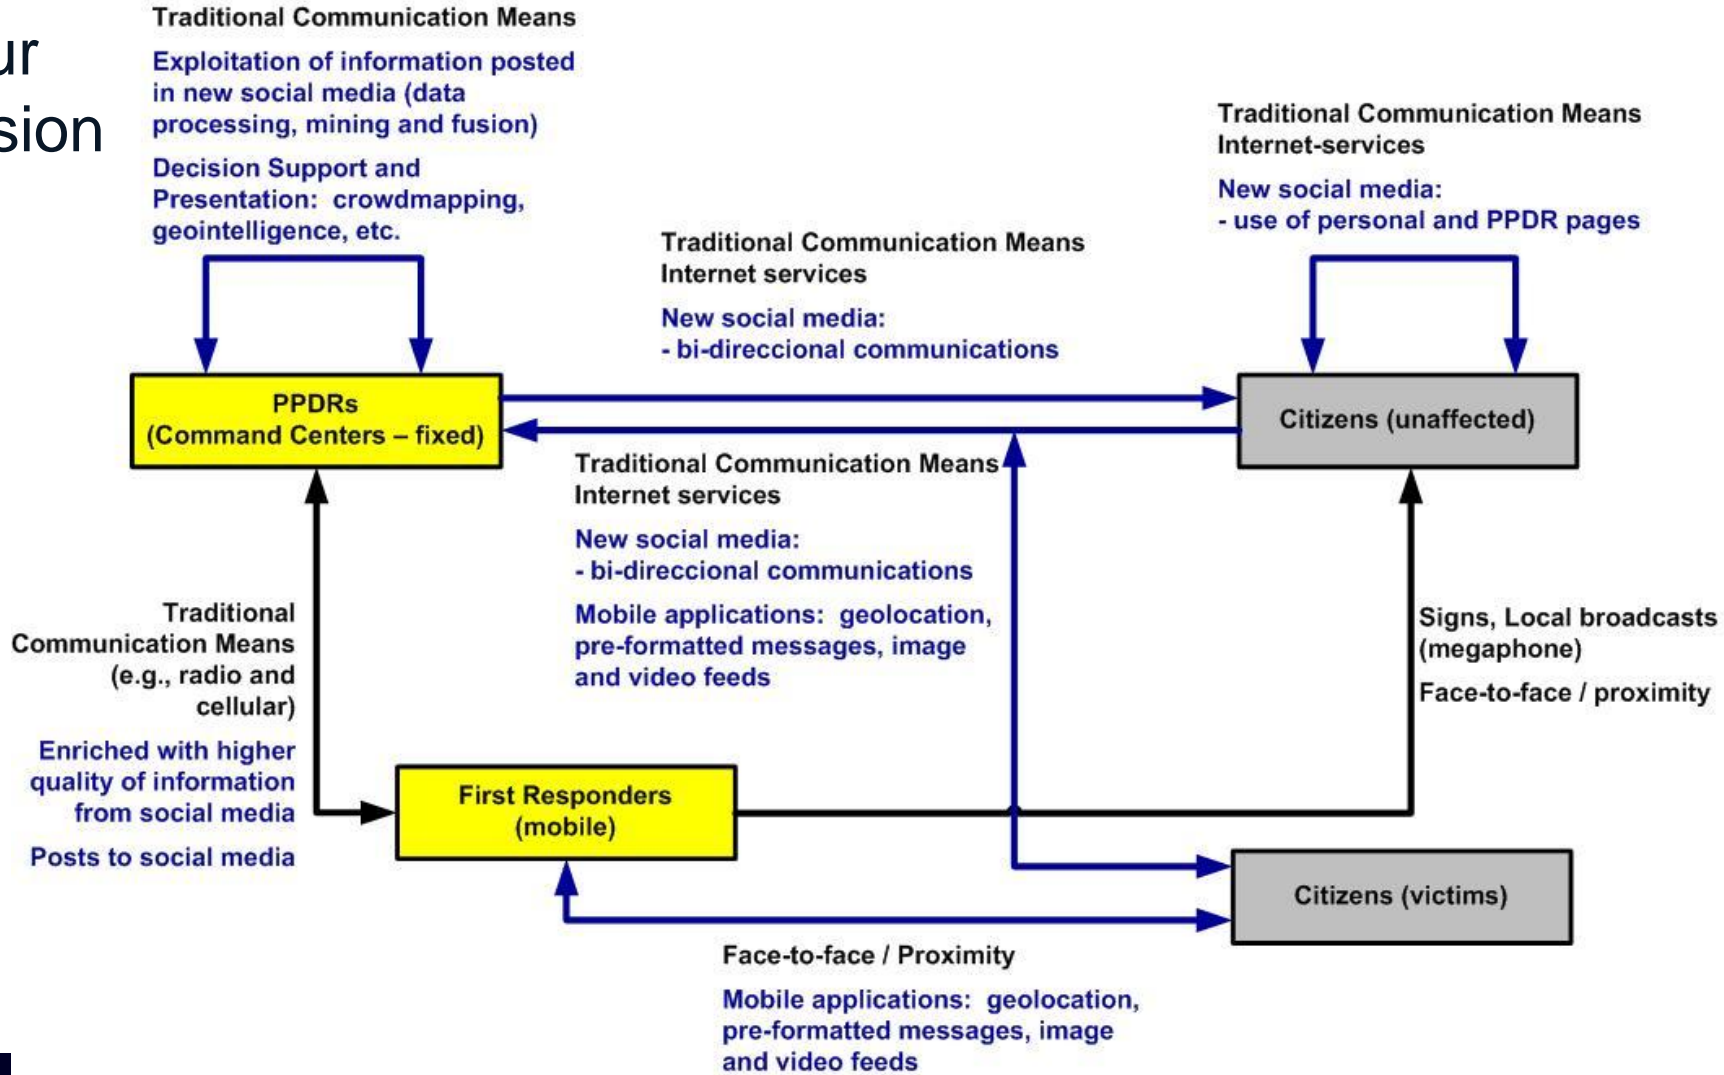 ur
sion
Traditional Communication Means
Exploitation of information posted
in new social media (data
processing, mining and fusion)
Decision Support and
Presentation: crowdmapping,
geointelligence, etc.
Traditional Communication Means
Internet services
New social media:
- bi-direccional communications
Traditional Communication Means
Internet-services
New social media:
- use of personal and PPDR pages
PPDRs
(Command Centers – fixed)
Citizens (unaffected)
Traditional Communication Means
Internet services
New social media:
- bi-direccional communications
Mobile applications: geolocation,
pre-formatted messages, image
and video feeds
Traditional
Communication Means
(e.g., radio and
cellular)
Enriched with higher
quality of information
from social media
Posts to social media
Signs, Local broadcasts
(megaphone)
Face-to-face / proximity
First Responders
(mobile)
Citizens (victims)
Face-to-face / Proximity
Mobile applications: geolocation,
pre-formatted messages, image
and video feeds